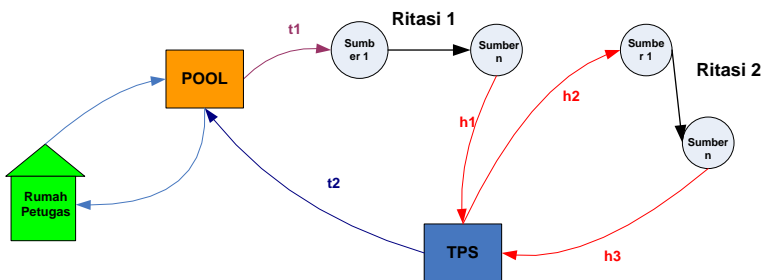 t1
Ritasi 1
Sumb
er 1
Sumber
n
Sumbe
r 1
Ritasi 2
POOL
h1
h2
Sumber
n
t2
Rumah
Petugas
TPS
h3